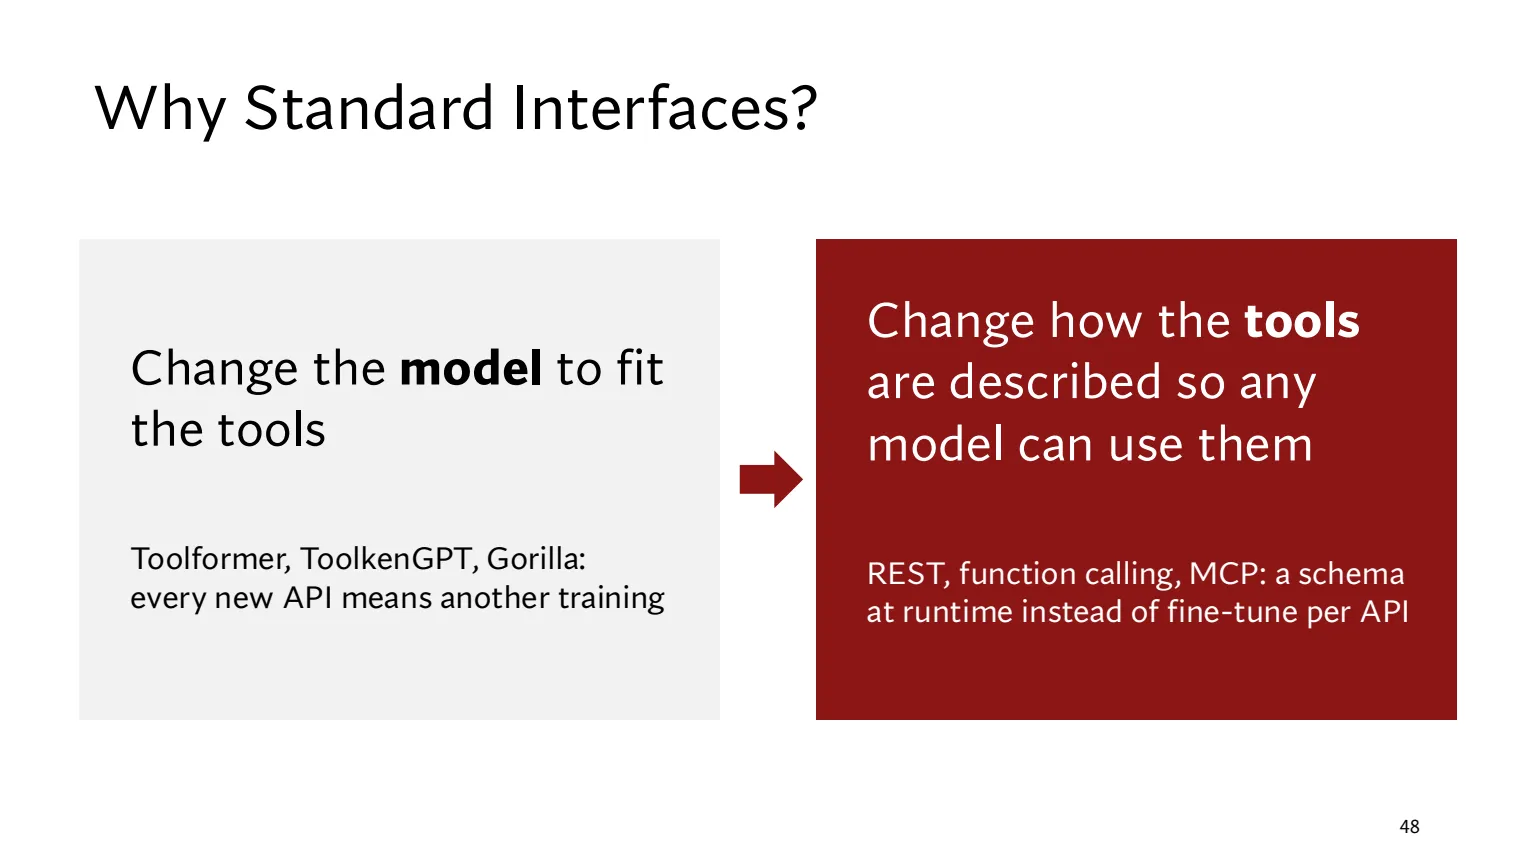 Why Standard Interfaces?
Change the model to fit
the tools
Toolformer, ToolkenGPT, Gorilla:
every new API means another training
Change how the tools
are described so any
model can use them
REST, function calling, MCP: a schema
at runtime instead of fine-tune per API
48